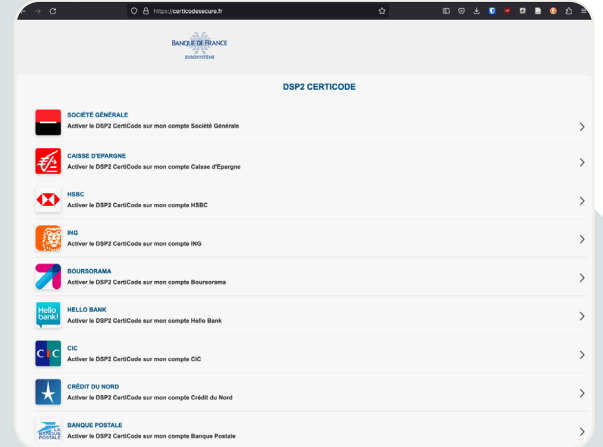 https://certicodesecure.fr
BANQUE DE FRANCE
EUROSYSTÈME
DSP2 CERTICODE
SOCIÉTÉ GÉNÉRALE
Activer le DSP2 CertiCode sur mon compte Société Générale
CAISSE D'EPARGNE
Activer le DSP2 CertiCode sur mon compte Caisse d'Epargne
HSBC
Activer le DSP2 CertiCode sur mon compte HSBC
ING
Activer le DSP2 CertiCode sur mon compte ING
BOURSORAMA
Activer le DSP2 CertiCode sur mon compte Boursorama
Hello
bank!
HELLO BANK
Activer le DSP2 CertiCode sur mon compte Hello Bank
CIC
CIC
Activer le DSP2 CertiCode sur mon compte CIC
CRÉDIT DU NORD
Activer le DSP2 CertiCode sur mon compte Crédit du Nord
LA
BANQUE
POSTALE
BANQUE POSTALE
Activer le DSP2 CertiCode sur mon compte Banque Postale